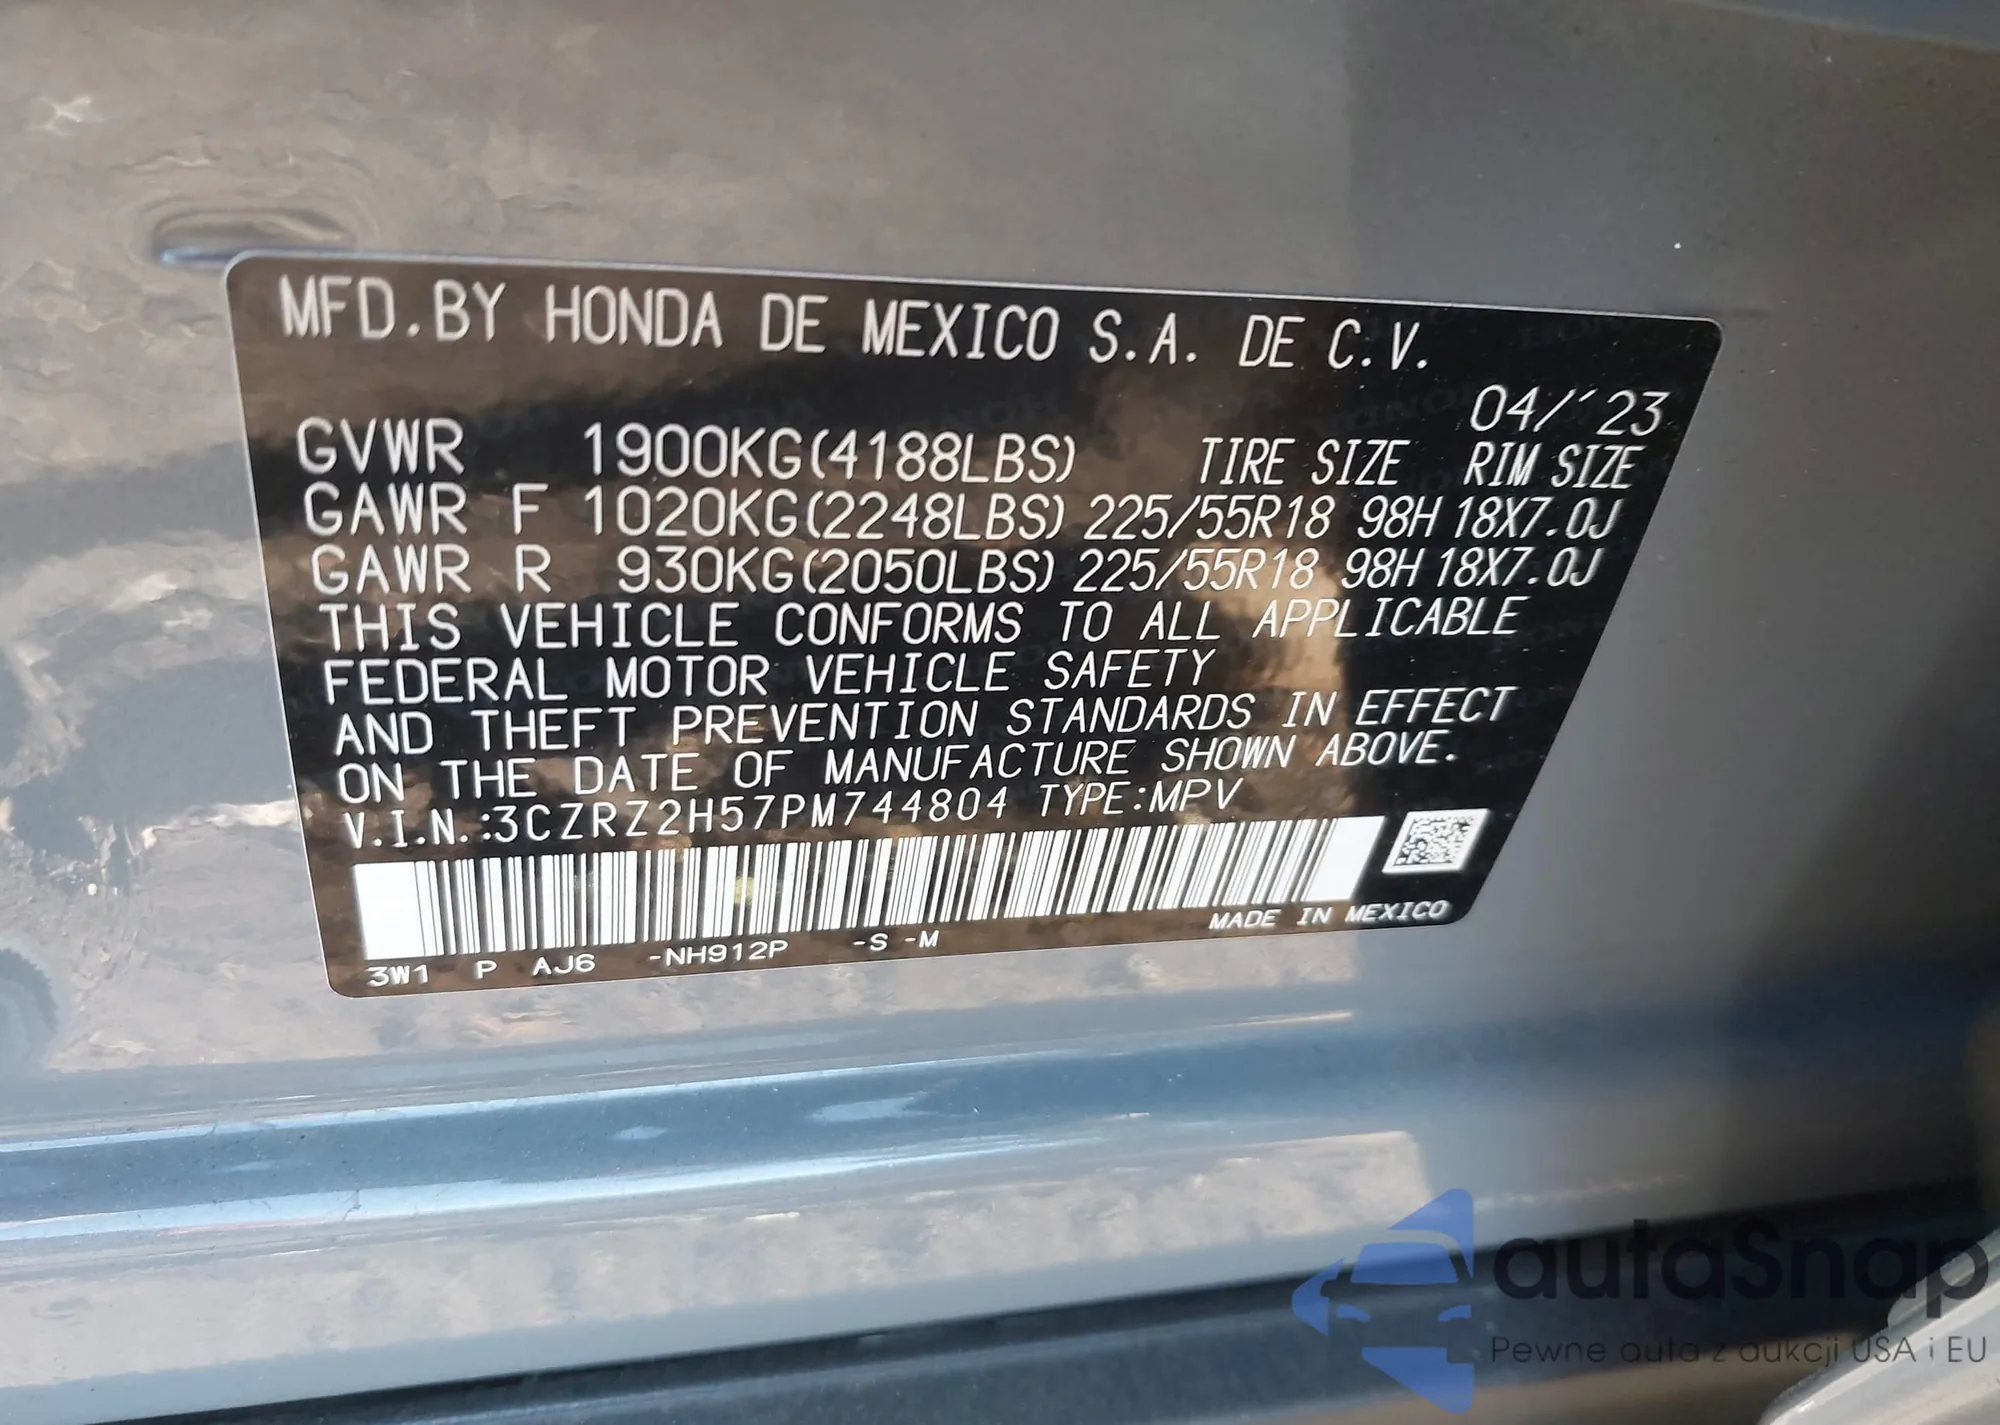 MFD.BY HONDA DE MEXICO S.A. DE C.V.
04/'23
GVWR 1900KG(4188LBS) TIRE SIZE RIM SIZE
GAWR F 1020KG(2248LBS) 225/55R18 98H 18X7.0J
GAWR R 930KG(2050LBS) 225/55R18 98H 18X7.0J
THIS VEHICLE CONFORMS TO ALL APPLICABLE
FEDERAL MOTOR VEHICLE SAFETY
AND THEFT PREVENTION STANDARDS IN EFFECT
ON THE DATE OF MANUFACTURE SHOWN ABOVE.
V.I.N.:3CZRZ2H57PM744804 TYPE:MPV
MADE IN MEXICO
3W1 P AJ6 -NH912P -S -M
autaSnap
Pewne auta z aukcji USA i EU